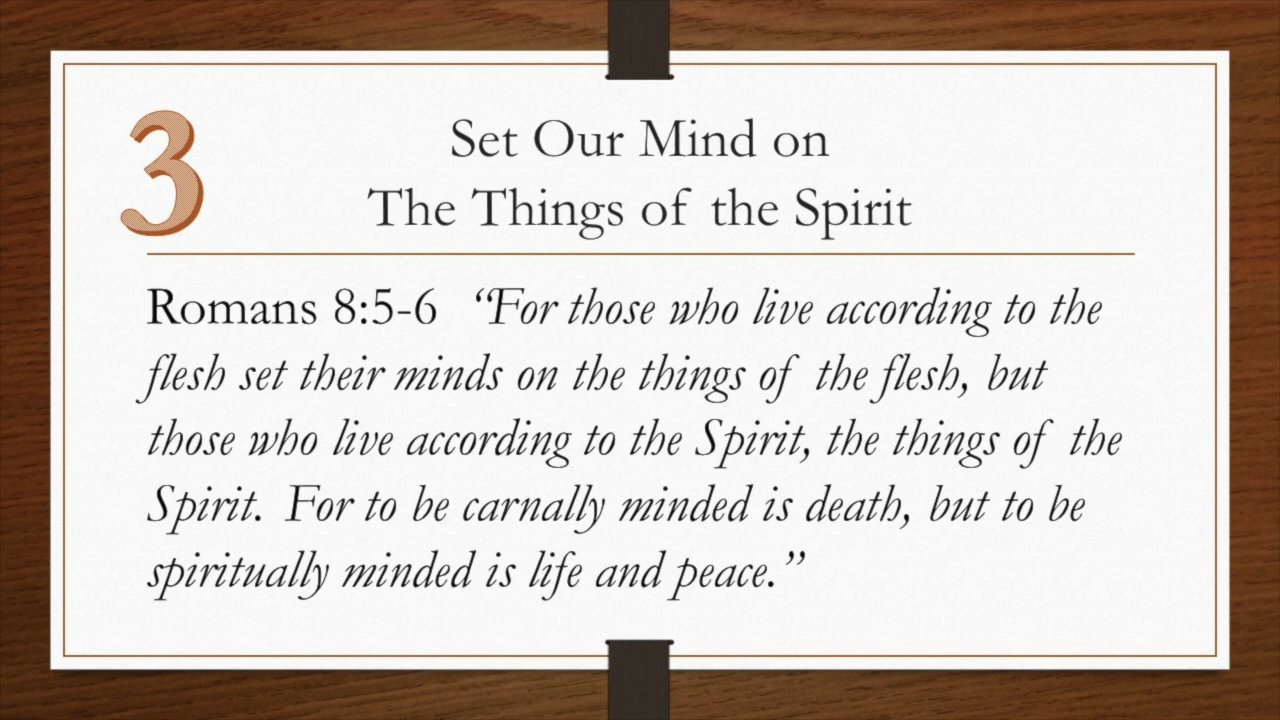 3
Set Our Mind on
The Things of the Spirit
Romans 8:5-6 “For those who live according to the
flesh set their minds on the things of the flesh, but
those who live according to the Spirit, the things of the
Spirit. For to be carnally minded is death, but to be
spiritually minded is life and peace.”